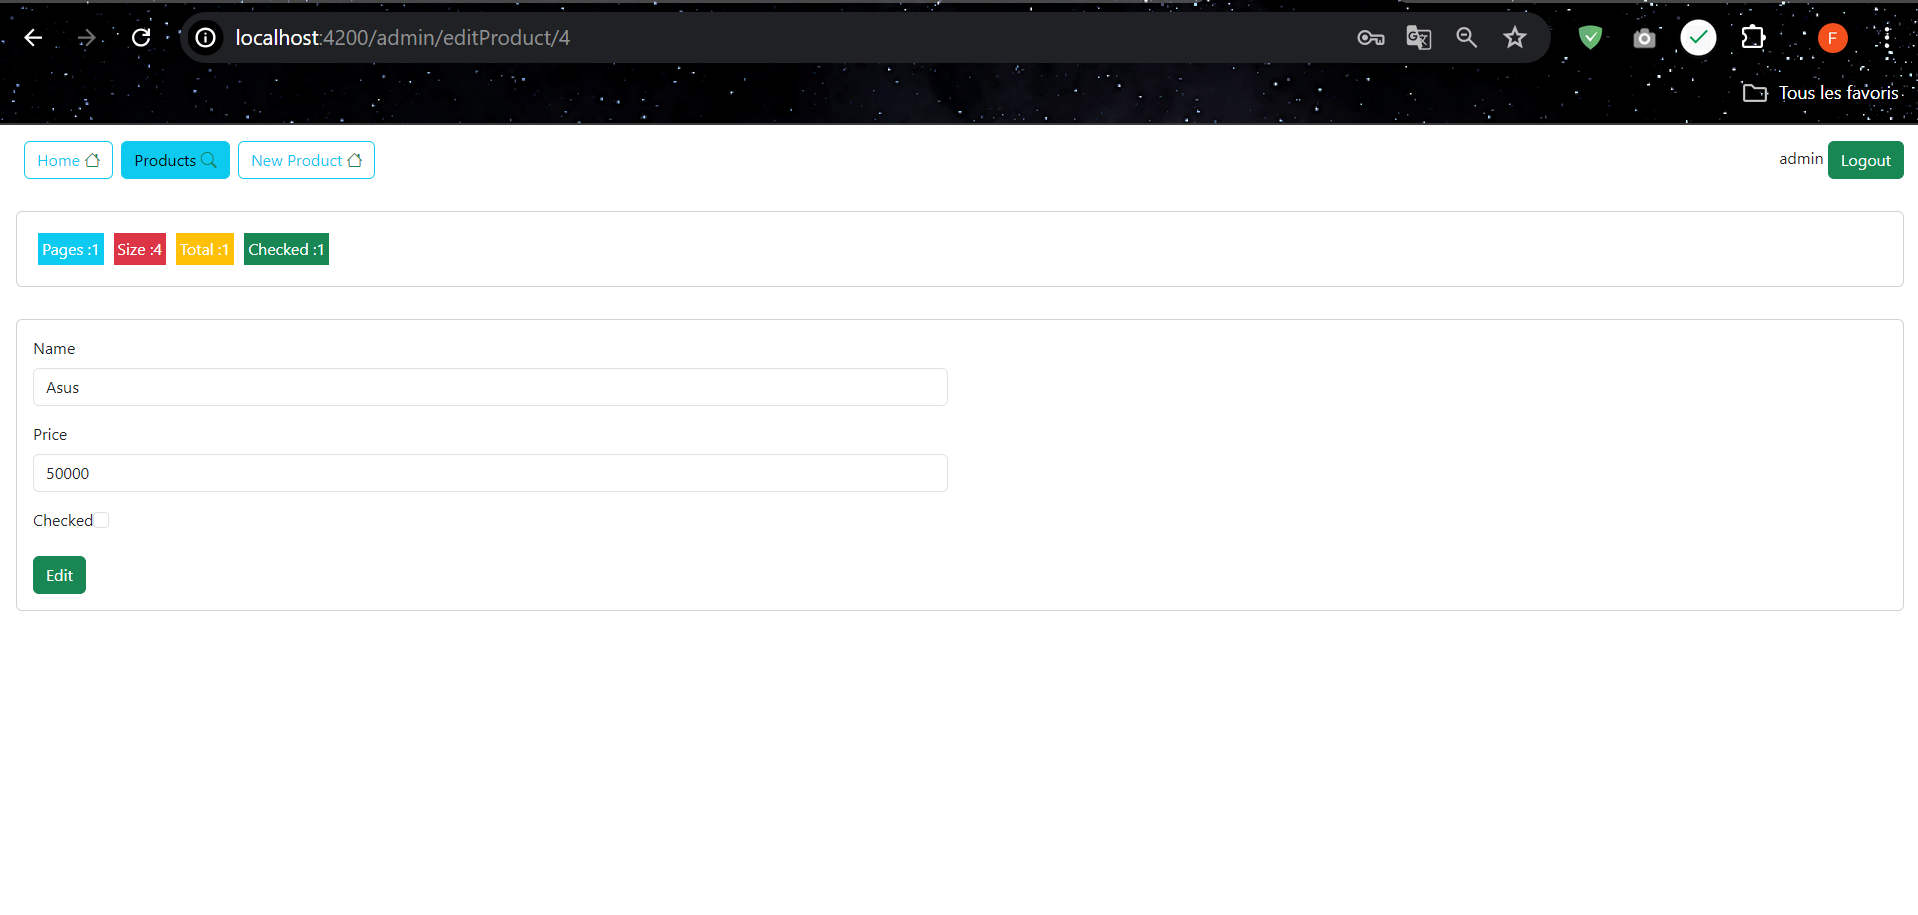 localhost:4200/admin/editProduct/4
F
Tous les favoris
Home Products New Product admin Logout
Pages :1 Size :4 Total :1 Checked :1
Name
Asus
Price
50000
Checked
Edit